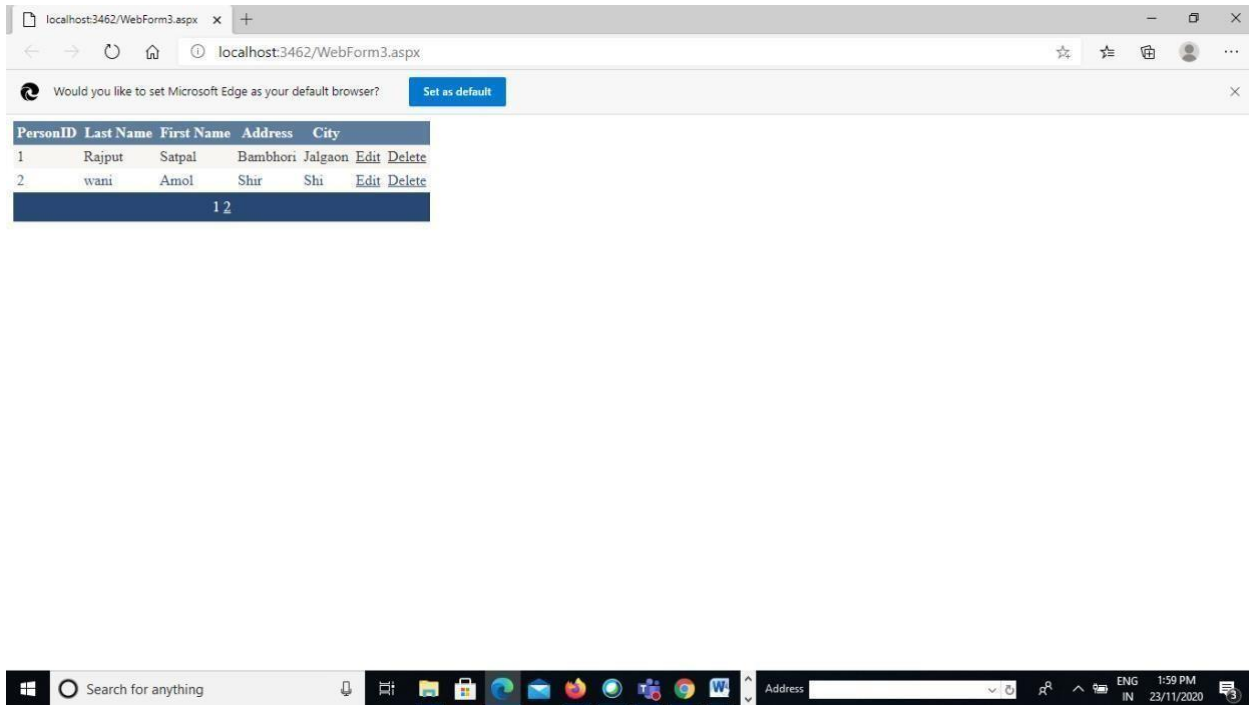 localhost:3462/WebForm3.aspx
localhost:3462/WebForm3.aspx
Would you like to set Microsoft Edge as your default browser? Set as default
PersonID Last Name First Name Address City
1 Rajput Satpal Bambhori Jalgaon Edit Delete
2 wani Amol Shir Shi Edit Delete
1 2
Search for anything Address ENG 1:59 PM
IN 23/11/2020 3